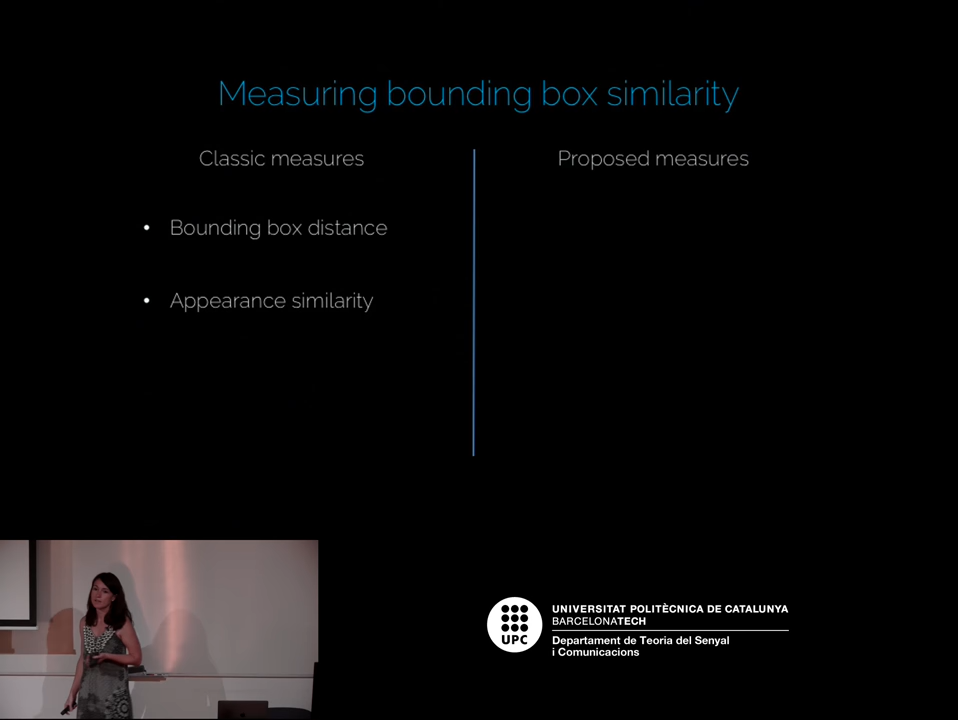 Measuring bounding box similarity
Classic measures
• Bounding box distance
• Appearance similarity
Proposed measures
UPC
UNIVERSITAT POLITÈCNICA DE CATALUNYA
BARCELONATECH
Departament de Teoria del Senyal
i Comunicacions